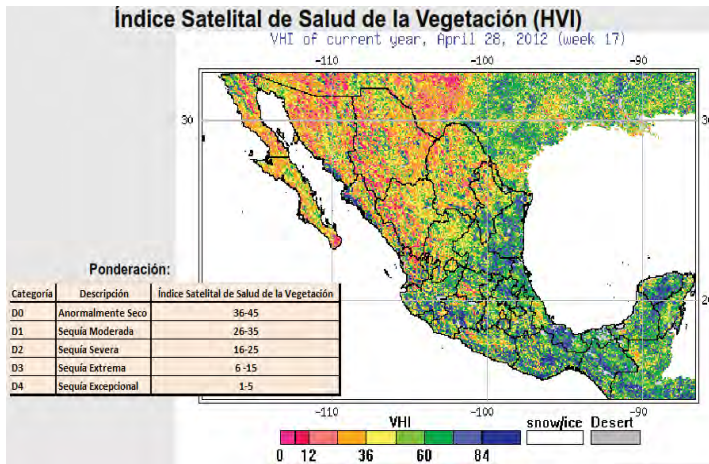 Índice Satelital de Salud de la Vegetación (HVI)
VHI of current year, April 28, 2012 (week 17)
-110 -100 -90
30
Ponderación:
Categoría Descripción Índice Satelital de Salud de la Vegetación
D0 Anormalmente Seco 36-45
D1 Sequía Moderada 26-35
D2 Sequía Severa 16-25
D3 Sequía Extrema 6 -15
D4 Sequía Excepcional 1-5
-110 -100 -90
VHI snow/ice Desert
0 12 36 60 84